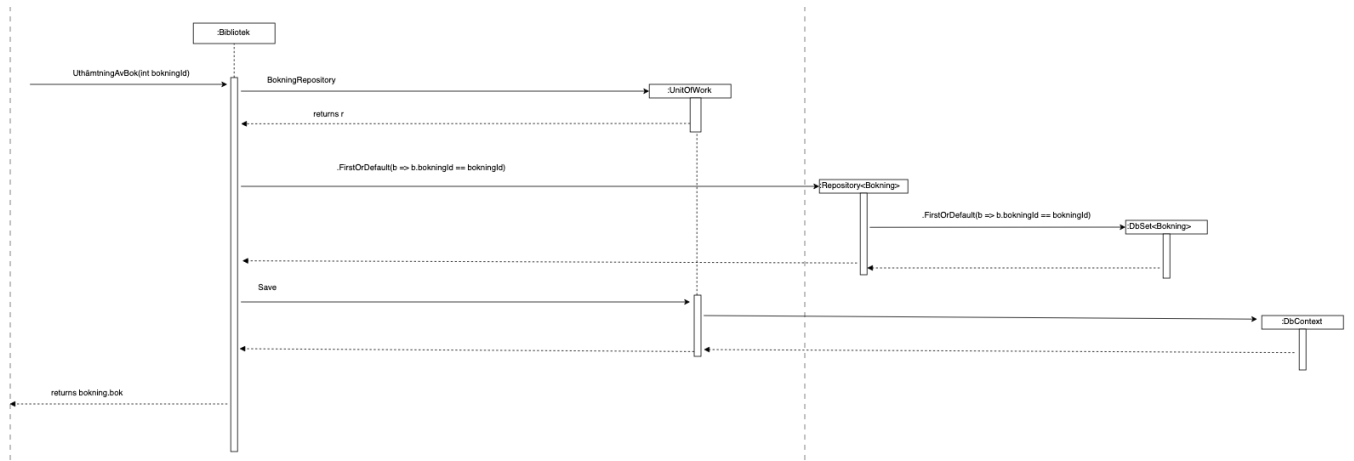 :Bibliotek
UthämtningAvBok(int bokningId)
BokningRepository
:UnitOfWork
returns r
.FirstOrDefault(b => b.bokningId == bokningId)
:Repository<Bokning>
.FirstOrDefault(b => b.bokningId == bokningId)
:DbSet<Bokning>
Save
:DbContext
returns bokning.bok